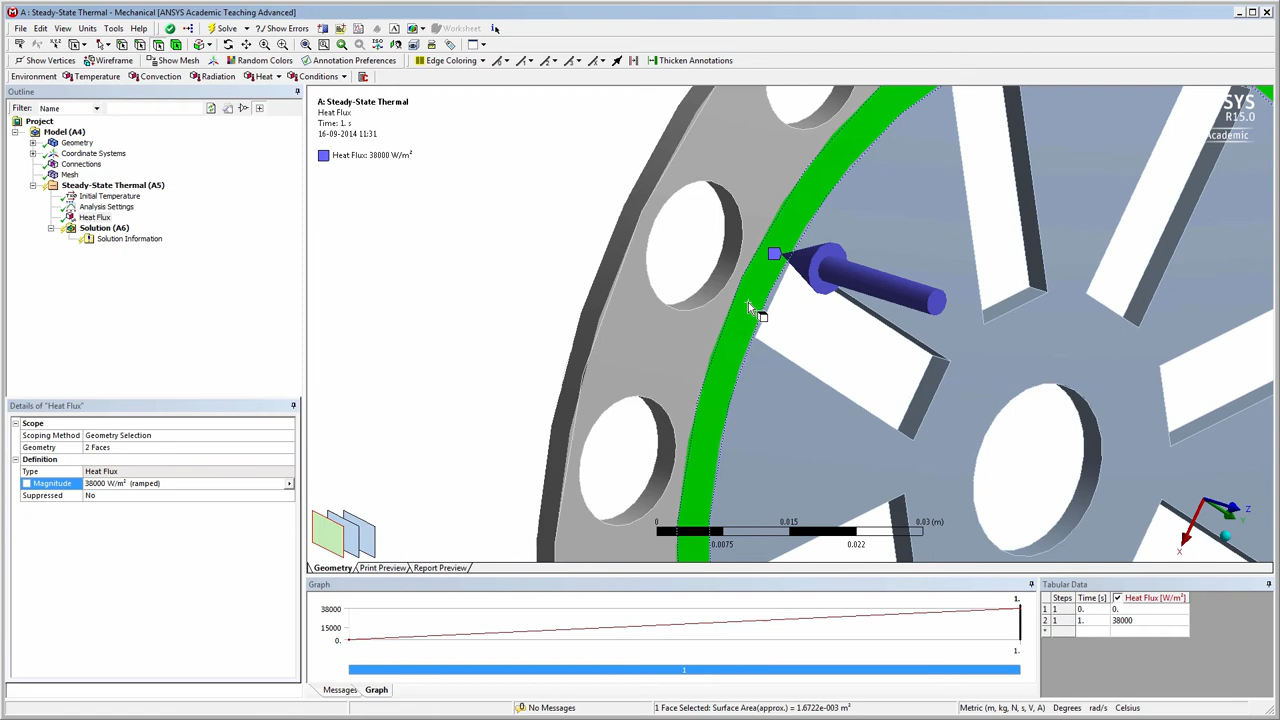 A : Steady-State Thermal - Mechanical [ANSYS Academic Teaching Advanced]
File Edit View Units Tools Help Solve Show Errors Worksheet
Show Vertices Wireframe Show Mesh Random Colors Annotation Preferences Edge Coloring Thicken Annotations
Environment Temperature Convection Radiation Heat Conditions
Outline
Filter: Name
Project
Model (A4)
Geometry
Coordinate Systems
Connections
Mesh
Steady-State Thermal (A5)
Initial Temperature
Analysis Settings
Heat Flux
Solution (A6)
Solution Information
Details of "Heat Flux"
Scope
Scoping Method Geometry Selection
Geometry 2 Faces
Definition
Type Heat Flux
Magnitude 38000 W/m² (ramped)
Suppressed No
A: Steady-State Thermal
Heat Flux
Time: 1. s
16-09-2014 11:31
Heat Flux: 38000 W/m²
SYS
R15.0
Academic
0 0.015 0.03 (m)
0.0075 0.022
Z
Y
X
Geometry Print Preview Report Preview
Graph
38000
15000
0.
1.
1.
1
Messages Graph
Tabular Data
Steps Time [s] Heat Flux [W/m²]
1 1 0. 0.
2 1 1. 38000
*
No Messages 1 Face Selected: Surface Area(approx.) = 1.6722e-003 m² Metric (m, kg, N, s, V, A) Degrees rad/s Celsius